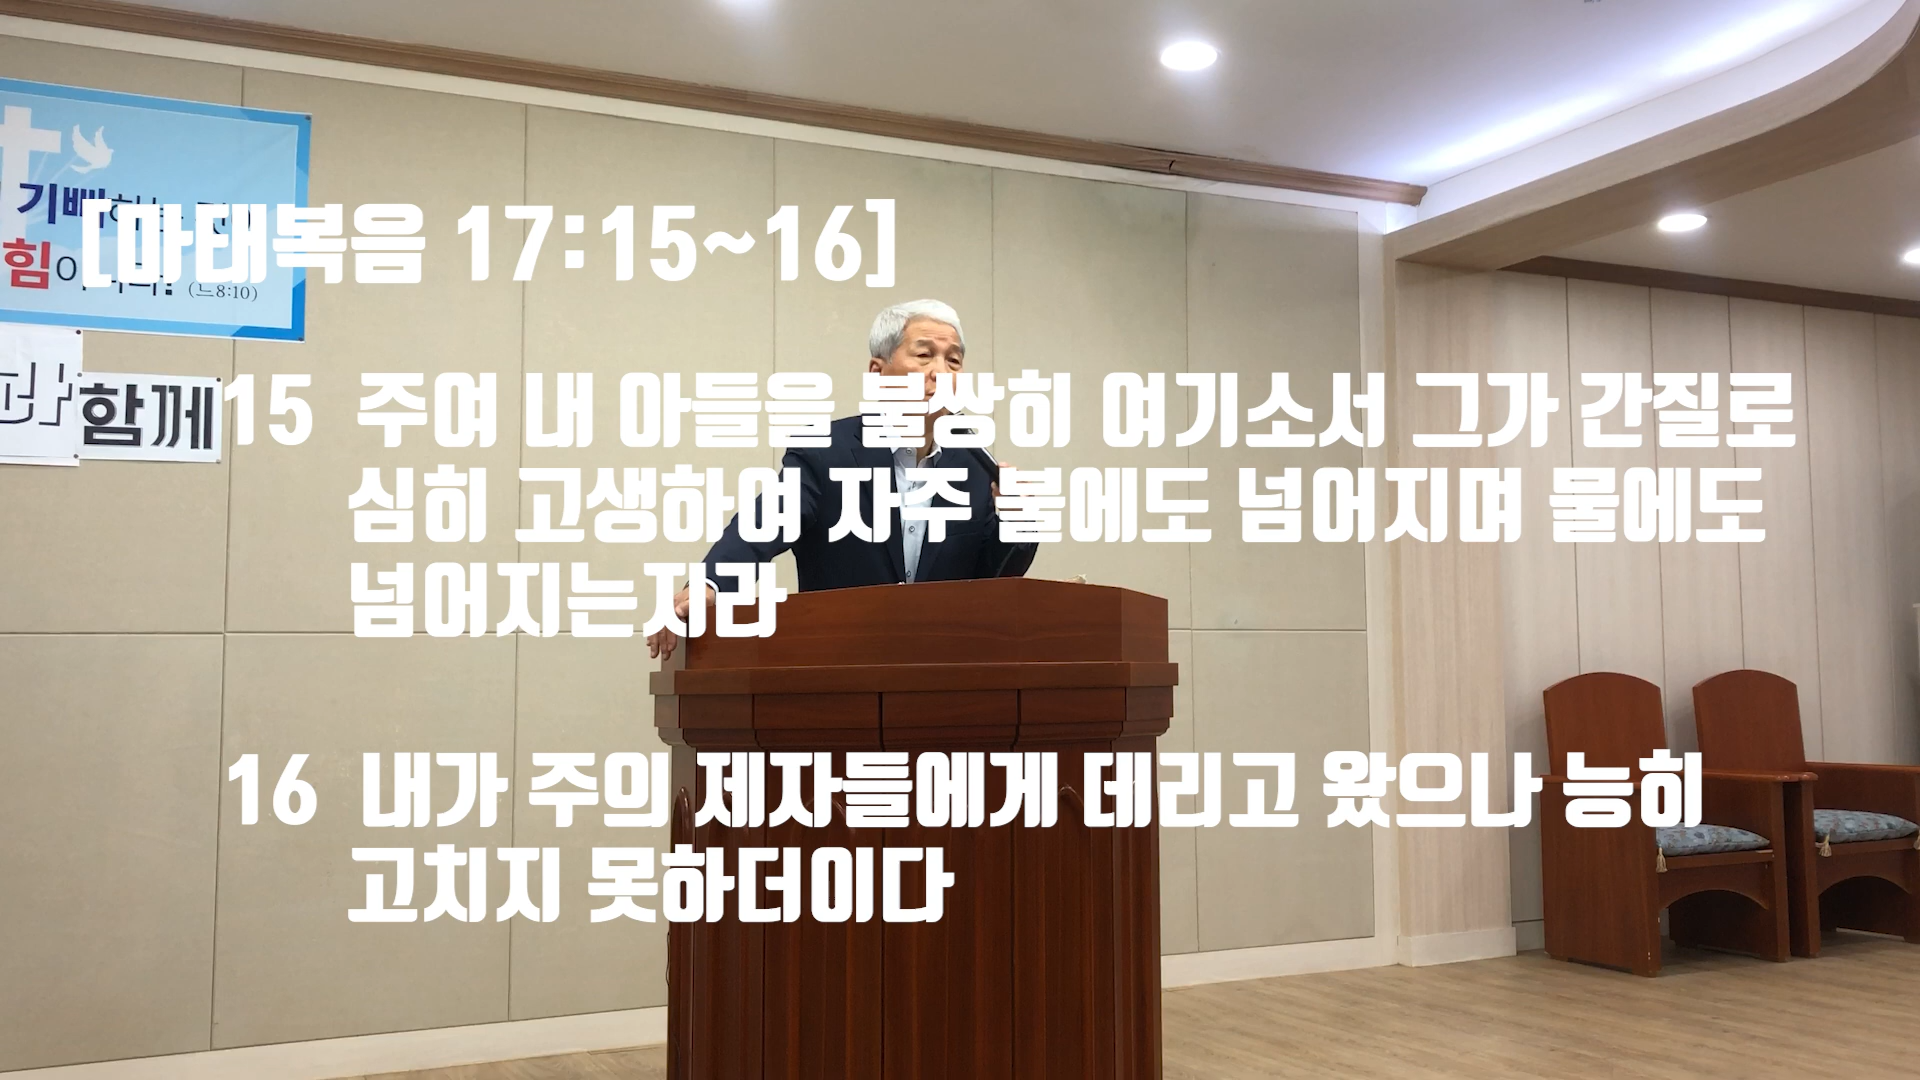 기뻐
힘이
(느8:10)
함께
[마태복음 17:15~16]
15 주여 내 아들을 불쌍히 여기소서 그가 간질로
심히 고생하여 자주 불에도 넘어지며 물에도
넘어지는지라
16 내가 주의 제자들에게 데리고 왔으나 능히
고치지 못하더이다